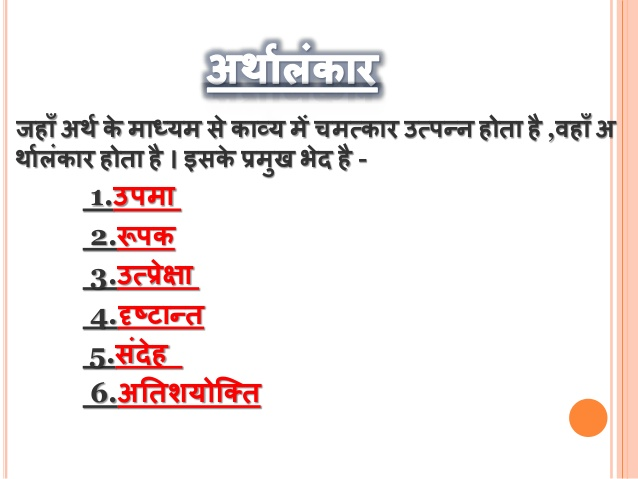 अर्थालंकार
जहाँ अर्थ के माध्यम से काव्य में चमत्कार उत्पन्न होता है ,वहाँ अ
र्थालंकार होता है । इसके प्रमुख भेद है -
1.उपमा
2.रूपक
3.उत्प्रेक्षा
4.दृष्टान्त
5.संदेह
6.अतिशयोक्ति